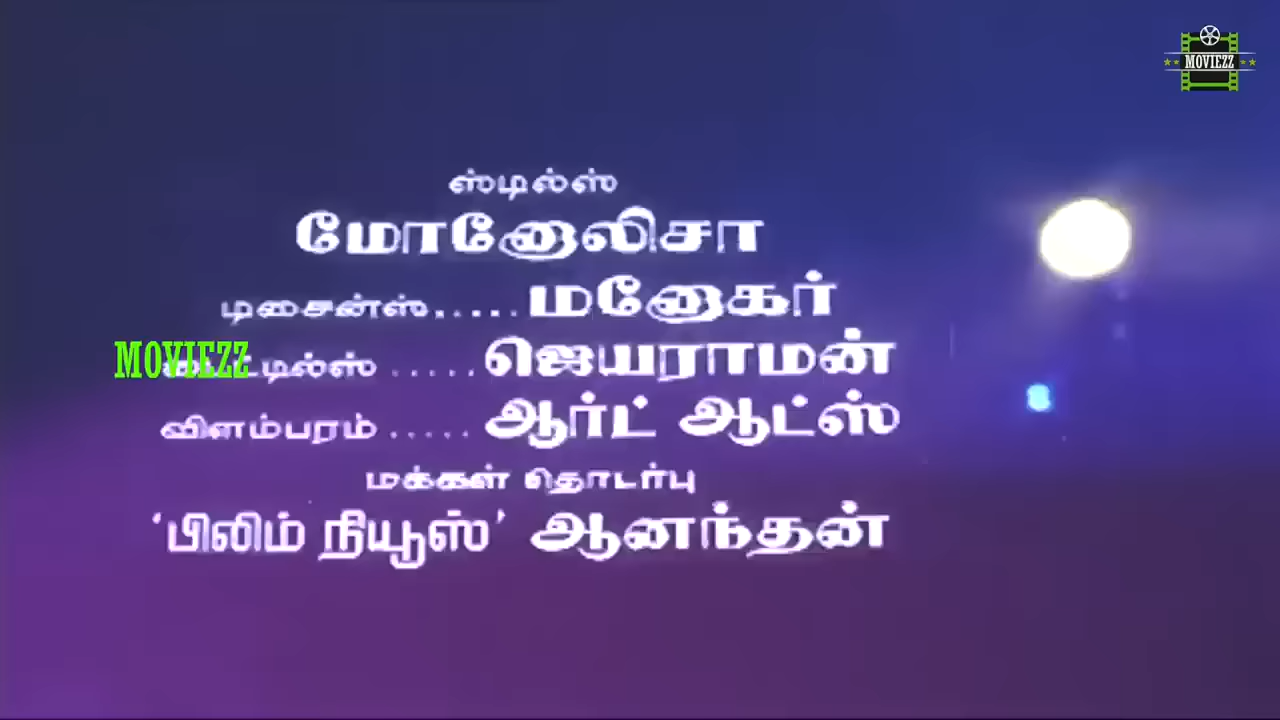 MOVIEZZ
ஸ்டில்ஸ்
மோனாலிசா
டிசைன்ஸ்..... மனோகர்
MOVIEZZ
..... ஜெயராமன்
விளம்பரம் ..... ஆர்ட் ஆட்ஸ்
மக்கள் தொடர்பு
‘பிலிம் நியூஸ்’ ஆனந்தன்